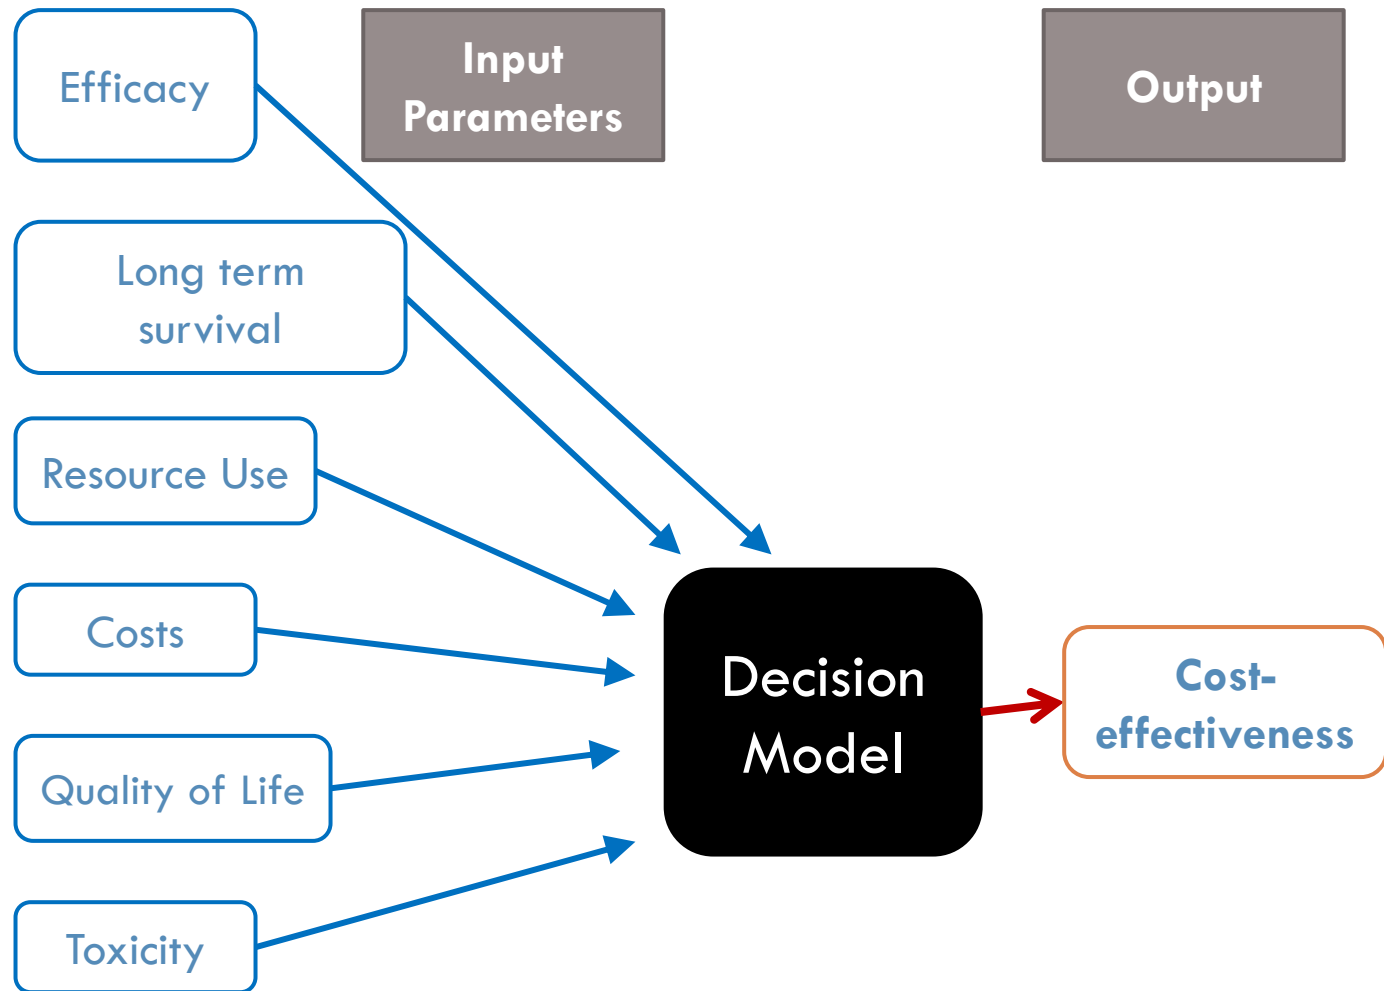 Efficacy
Input
Parameters
Output
Long term
survival
Resource Use
Costs
Quality of Life
Toxicity
Decision
Model
Cost-
effectiveness